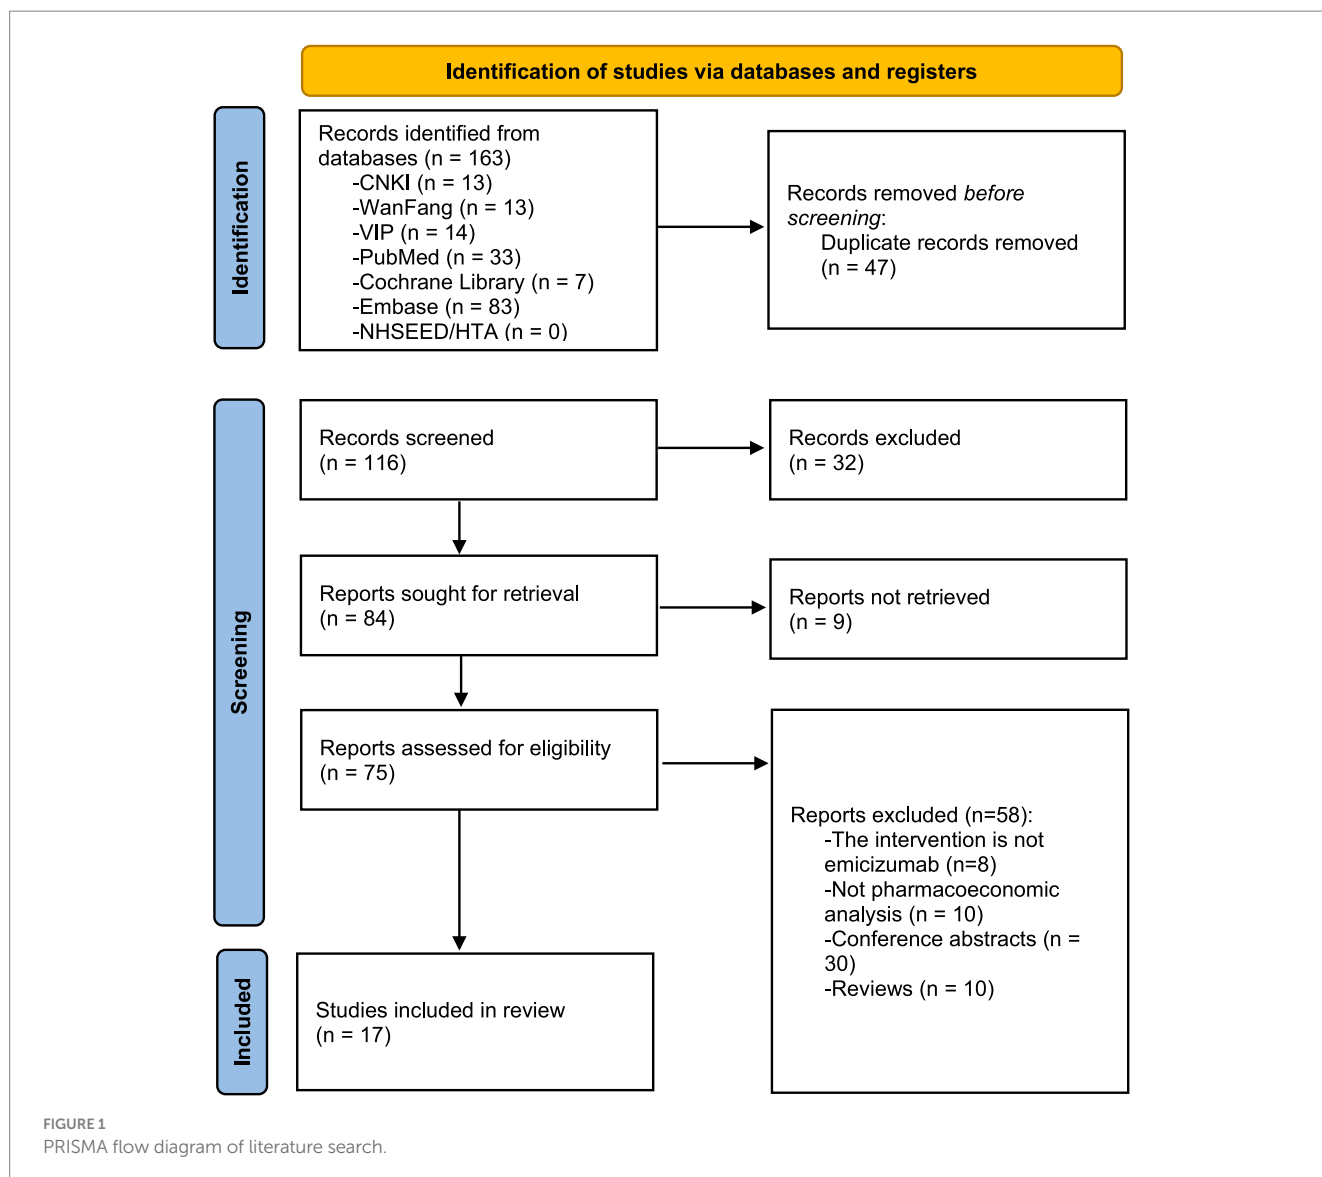 Identification of studies via databases and registers
Identification
Records identified from
databases (n = 163)
-CNKI (n = 13)
-WanFang (n = 13)
-VIP (n = 14)
-PubMed (n = 33)
-Cochrane Library (n = 7)
-Embase (n = 83)
-NHSEED/HTA (n = 0)
Records removed before
screening:
Duplicate records removed
(n = 47)
Screening
Records screened
(n = 116)
Records excluded
(n = 32)
Reports sought for retrieval
(n = 84)
Reports not retrieved
(n = 9)
Reports assessed for eligibility
(n = 75)
Reports excluded (n=58):
-The intervention is not
emicizumab (n=8)
-Not pharmacoeconomic
analysis (n = 10)
-Conference abstracts (n =
30)
-Reviews (n = 10)
Included
Studies included in review
(n = 17)
FIGURE 1
PRISMA flow diagram of literature search.